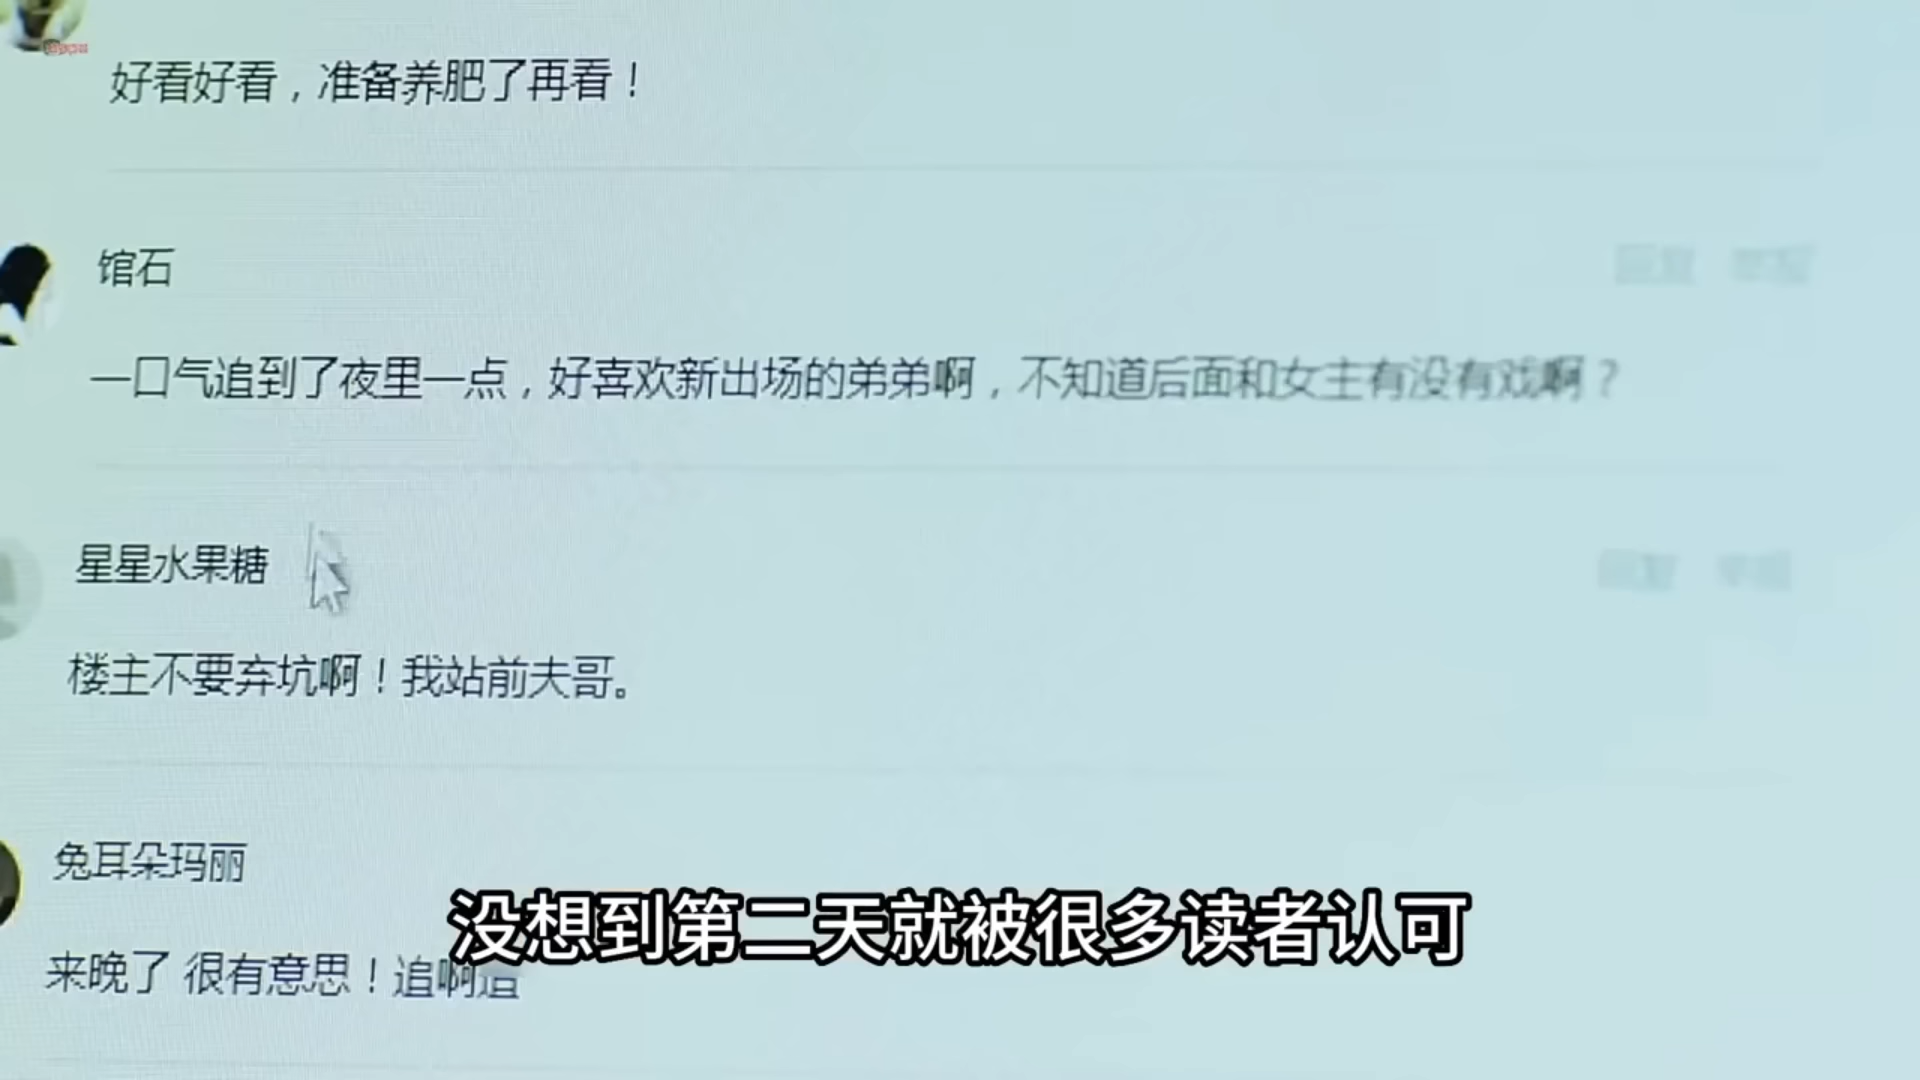 好看好看，准备养肥了再看！
馆石
一口气追到了夜里一点，好喜欢新出场的弟弟啊，不知道后面和女主有没有戏啊？
星星水果糖
楼主不要弃坑啊！我站前夫哥。
兔耳朵玛丽
来晚了 很有意思！追啊追
没想到第二天就被很多读者认可